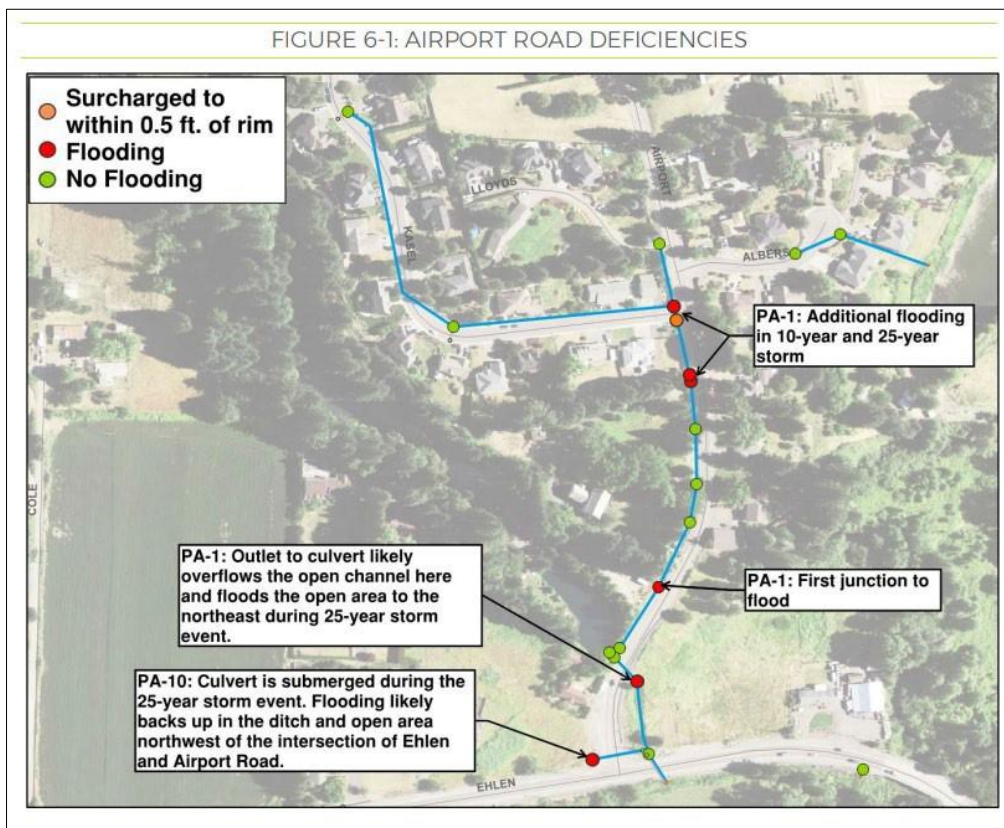 FIGURE 6-1: AIRPORT ROAD DEFICIENCIES
Surcharged to
within 0.5 ft. of rim
Flooding
No Flooding
AIRPORT
LLOYDS
KASEL
ALBERS
PA-1: Additional flooding
in 10-year and 25-year
storm
COLE
PA-1: Outlet to culvert likely
overflows the open channel here
and floods the open area to the
northeast during 25-year storm
event.
PA-1: First junction to
flood
PA-10: Culvert is submerged during the
25-year storm event. Flooding likely
backs up in the ditch and open area
northwest of the intersection of Ehlen
and Airport Road.
EHLEN